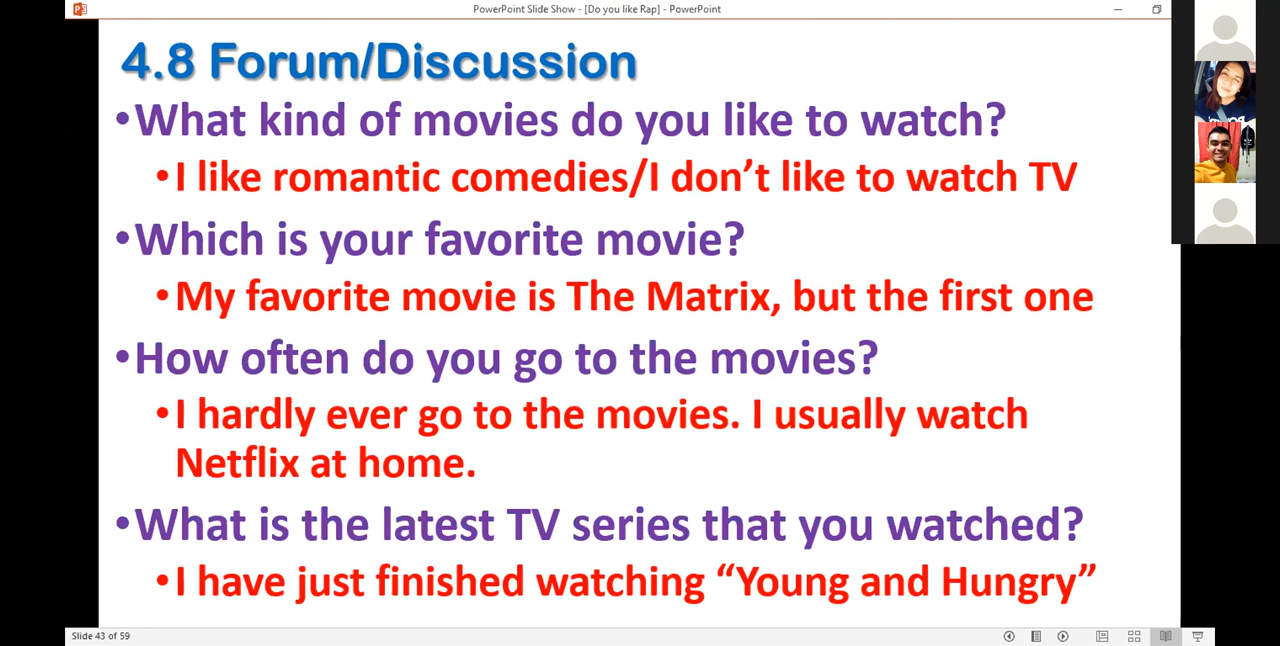 PowerPoint Slide Show - [Do you like Rap] - PowerPoint
4.8 Forum/Discussion
•What kind of movies do you like to watch?
•I like romantic comedies/I don’t like to watch TV
•Which is your favorite movie?
•My favorite movie is The Matrix, but the first one
•How often do you go to the movies?
•I hardly ever go to the movies. I usually watch
Netflix at home.
•What is the latest TV series that you watched?
•I have just finished watching “Young and Hungry”
Slide 43 of 59